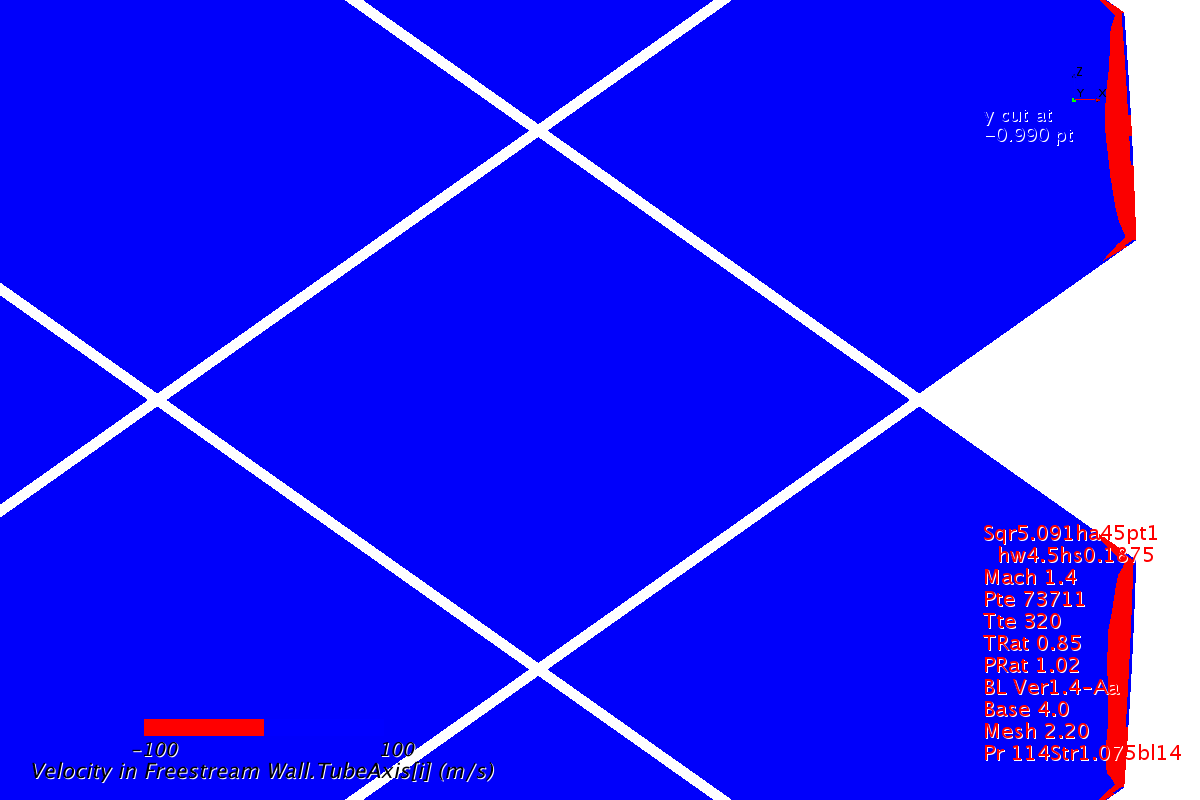 Z
Y X
y cut at
−0.990 pt
Sqr5.091ha45pt1
hw4.5hs0.1875
Mach 1.4
Pte 73711
Tte 320
TRat 0.85
PRat 1.02
BL Ver1.4−Aa
Base 4.0
Mesh 2.20
Pr 114Str1.075bl14
−100 100
Velocity in Freestream Wall.TubeAxis[i] (m/s)